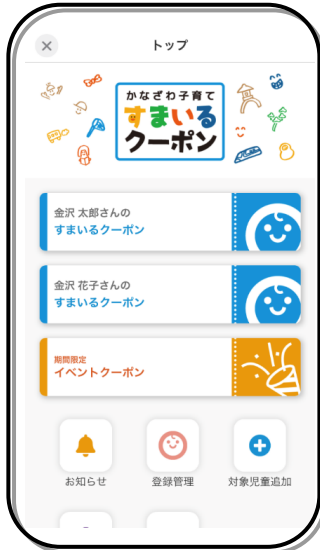 トップ
かなざわ子育て
すまいる
クーポン
金沢 太郎さんの
すまいるクーポン
金沢 花子さんの
すまいるクーポン
期間限定
イベントクーポン
お知らせ
登録管理
対象児童追加